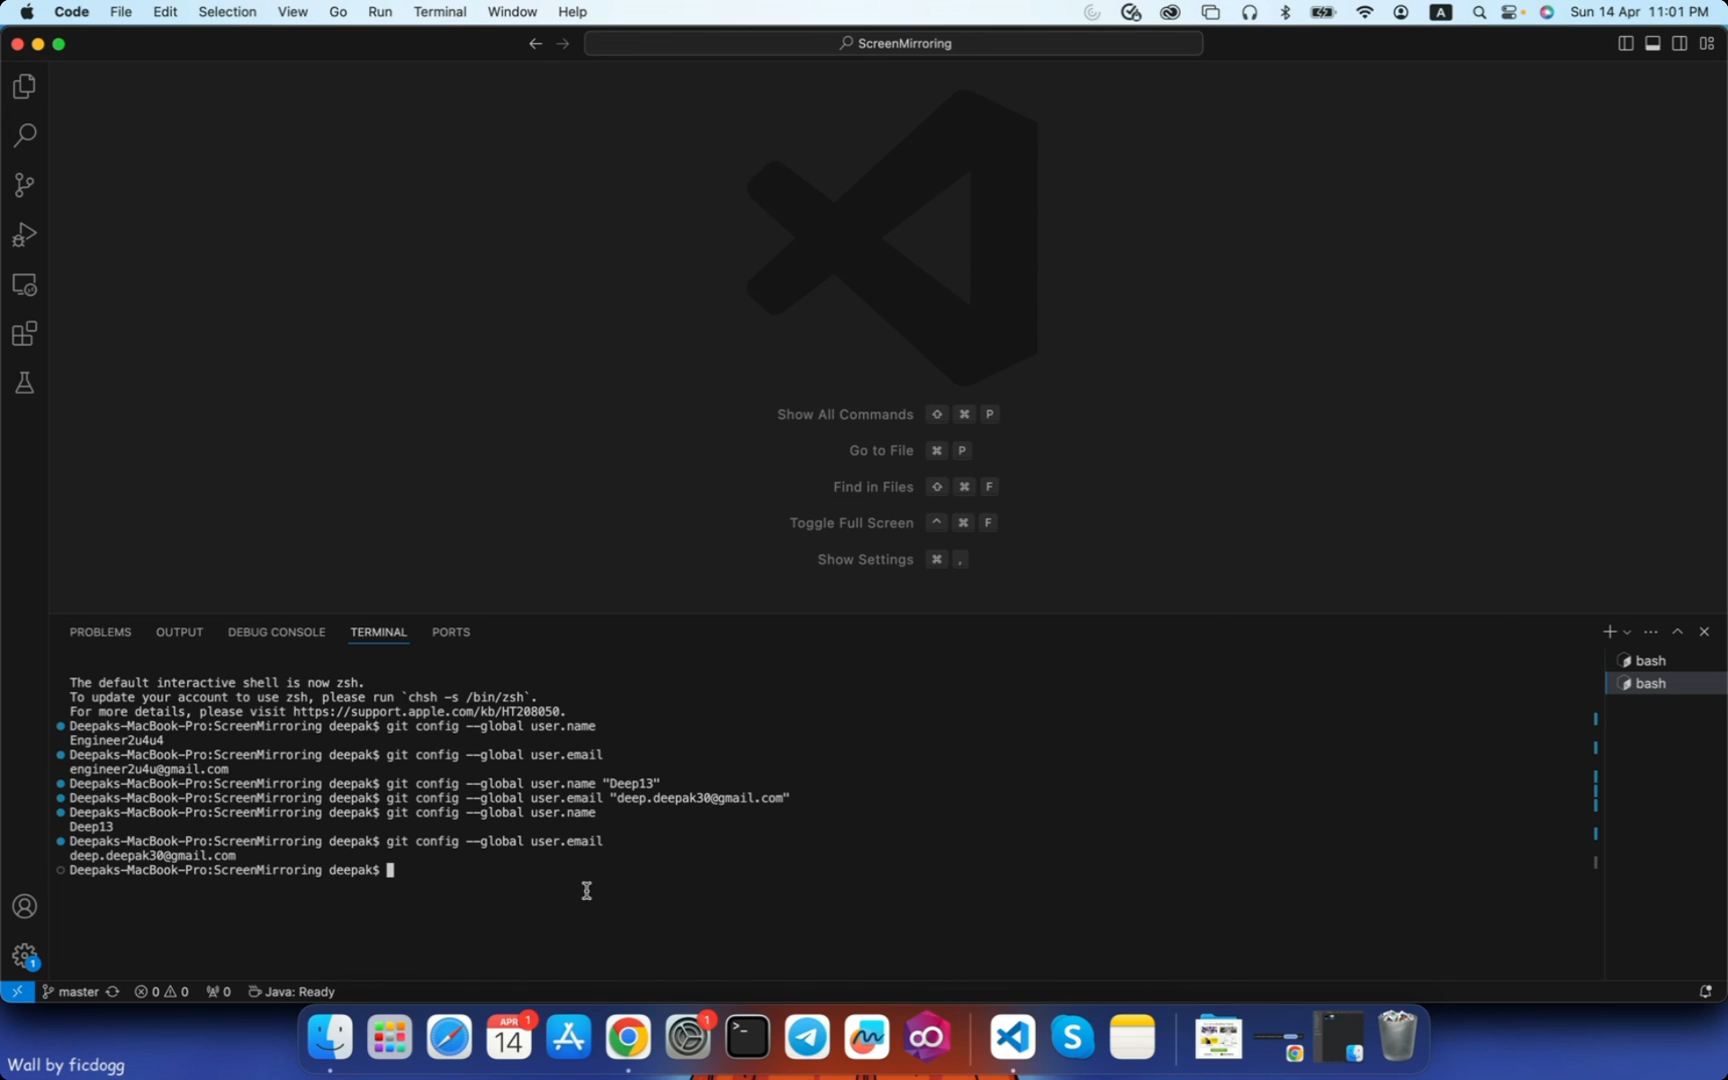 Code File Edit Selection View Go Run Terminal Window Help A Sun 14 Apr 11:01 PM
ScreenMirroring
Show All Commands ⇧ ⌘ P
Go to File ⌘ P
Find in Files ⇧ ⌘ F
Toggle Full Screen ^ ⌘ F
Show Settings ⌘ ,
PROBLEMS OUTPUT DEBUG CONSOLE TERMINAL PORTS
bash
bash
The default interactive shell is now zsh.
To update your account to use zsh, please run `chsh -s /bin/zsh`.
For more details, please visit https://support.apple.com/kb/HT208050.
Deepaks-MacBook-Pro:ScreenMirroring deepak$ git config --global user.name
Engineer2u4u4
Deepaks-MacBook-Pro:ScreenMirroring deepak$ git config --global user.email
engineer2u4u@gmail.com
Deepaks-MacBook-Pro:ScreenMirroring deepak$ git config --global user.name "Deep13"
Deepaks-MacBook-Pro:ScreenMirroring deepak$ git config --global user.email "deep.deepak30@gmail.com"
Deepaks-MacBook-Pro:ScreenMirroring deepak$ git config --global user.name
Deep13
Deepaks-MacBook-Pro:ScreenMirroring deepak$ git config --global user.email
deep.deepak30@gmail.com
Deepaks-MacBook-Pro:ScreenMirroring deepak$
1
master 0 0 0 Java: Ready
APR 1
14
1
Wall by ficdogg